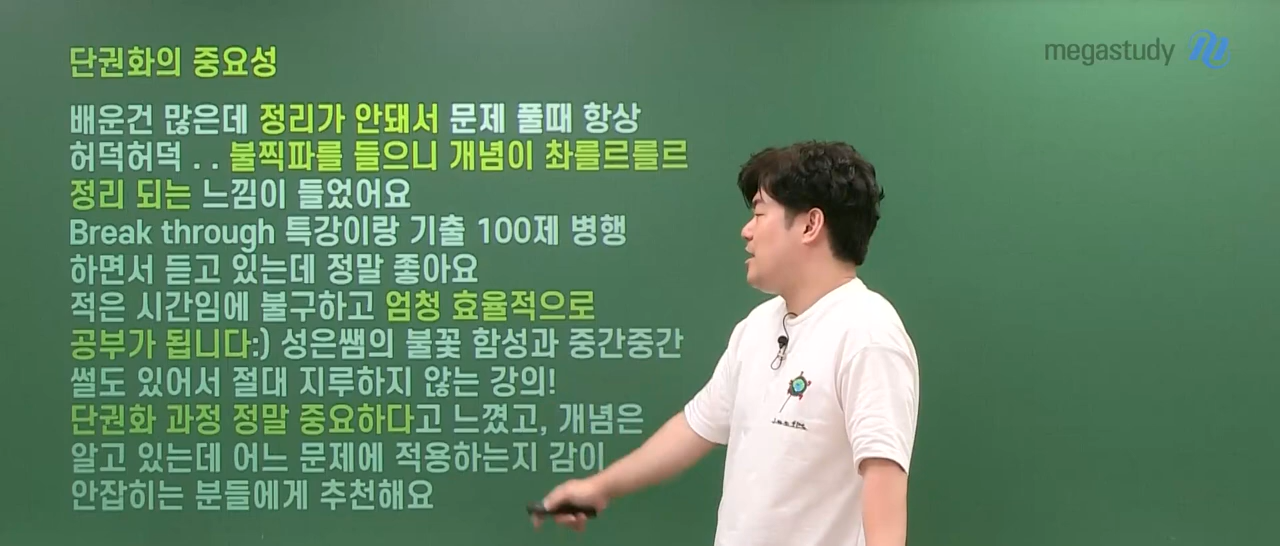 단권화의 중요성
megastudy
배운건 많은데 정리가 안돼서 문제 풀때 항상
허덕허덕 . . 불찍파를 들으니 개념이 촤를르를르
정리 되는 느낌이 들었어요
Break through 특강이랑 기출 100제 병행
하면서 듣고 있는데 정말 좋아요
적은 시간임에 불구하고 엄청 효율적으로
공부가 됩니다:) 성은쌤의 불꽃 함성과 중간중간
썰도 있어서 절대 지루하지 않는 강의!
단권화 과정 정말 중요하다고 느꼈고, 개념은
알고 있는데 어느 문제에 적용하는지 감이
안잡히는 분들에게 추천해요